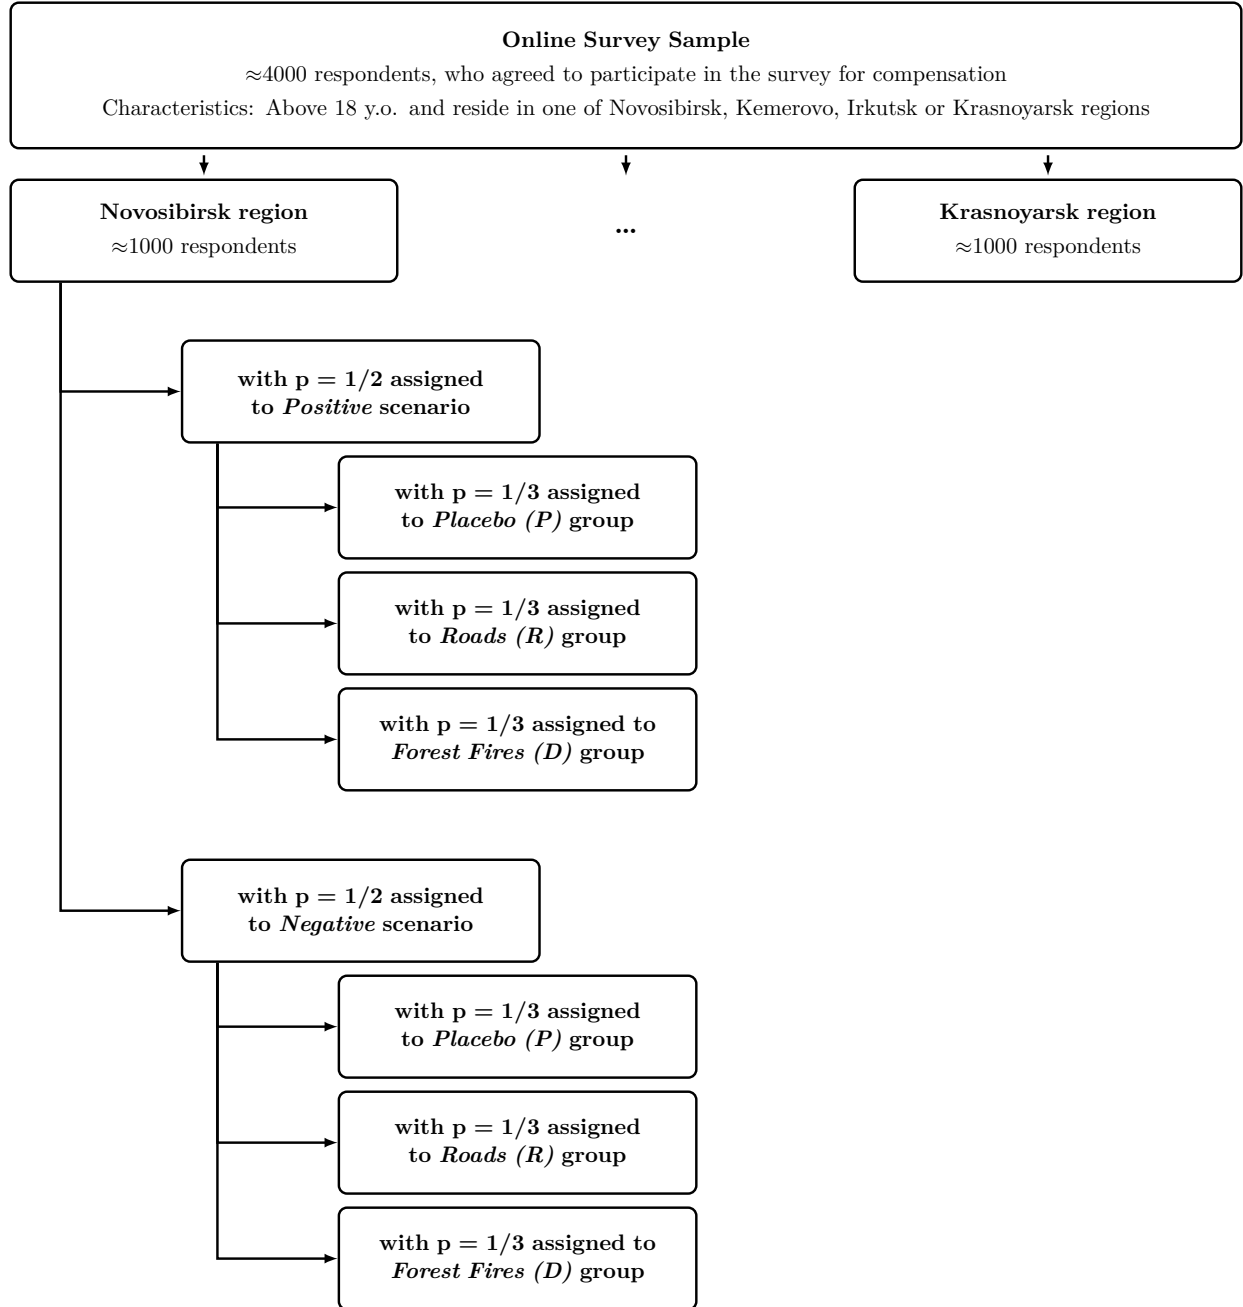 Online Survey Sample
≈4000 respondents, who agreed to participate in the survey for compensation
Characteristics: Above 18 y.o. and reside in one of Novosibirsk, Kemerovo, Irkutsk or Krasnoyarsk regions
Novosibirsk region
≈1000 respondents
...
Krasnoyarsk region
≈1000 respondents
with p = 1/2 assigned
to Positive scenario
with p = 1/3 assigned
to Placebo (P) group
with p = 1/3 assigned
to Roads (R) group
with p = 1/3 assigned to
Forest Fires (D) group
with p = 1/2 assigned
to Negative scenario
with p = 1/3 assigned
to Placebo (P) group
with p = 1/3 assigned
to Roads (R) group
with p = 1/3 assigned to
Forest Fires (D) group